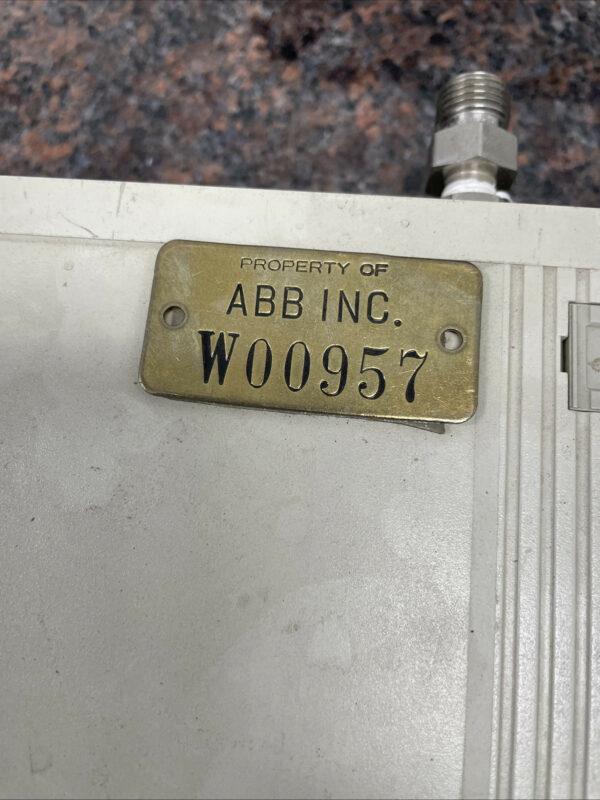 PROPERTY OF
ABB INC.
W00957